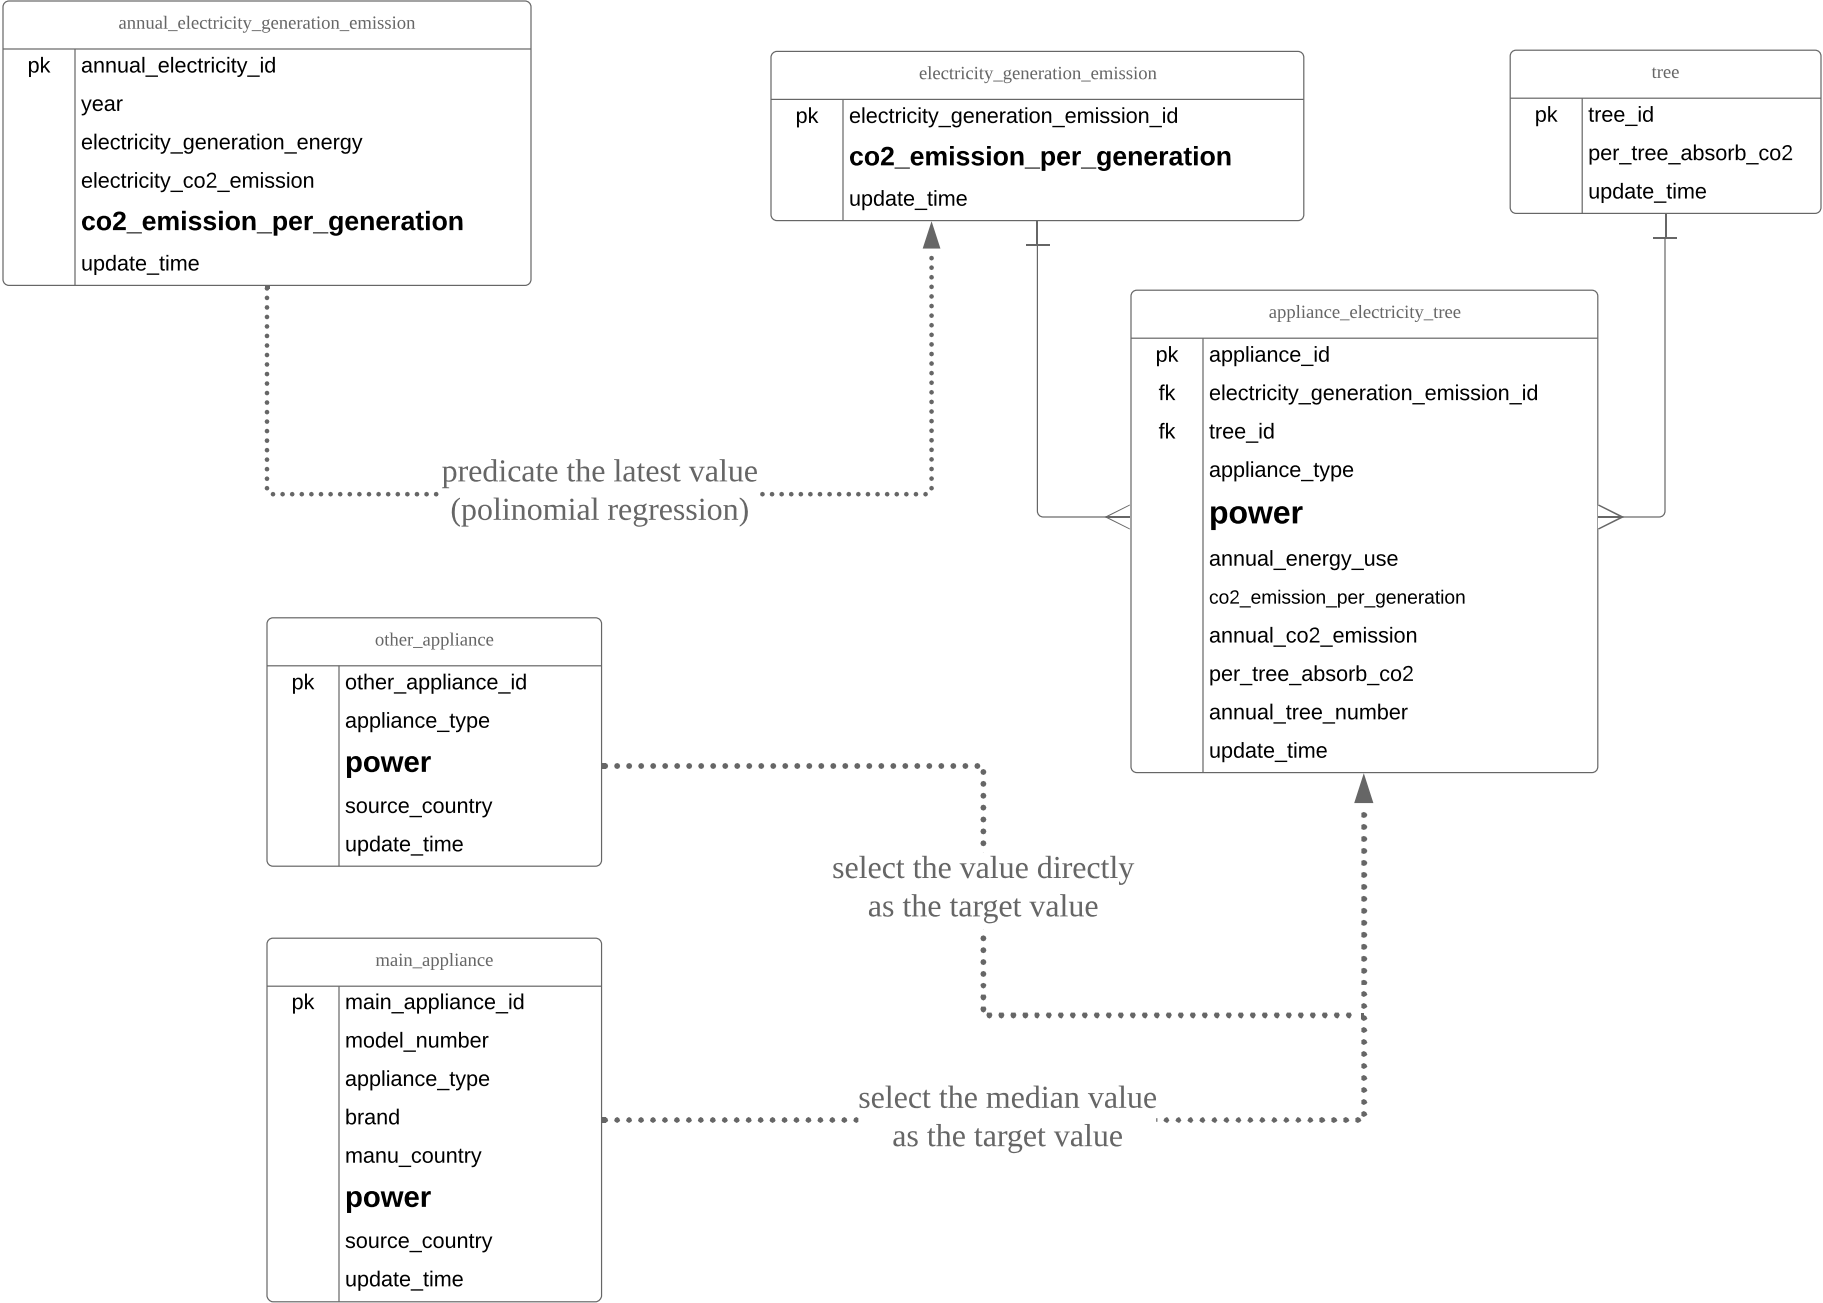 annual_electricity_generation_emission
pk annual_electricity_id
year
electricity_generation_energy
electricity_co2_emission
co2_emission_per_generation
update_time
electricity_generation_emission
pk electricity_generation_emission_id
co2_emission_per_generation
update_time
tree
pk tree_id
per_tree_absorb_co2
update_time
appliance_electricity_tree
pk appliance_id
fk electricity_generation_emission_id
fk tree_id
appliance_type
power
annual_energy_use
co2_emission_per_generation
annual_co2_emission
per_tree_absorb_co2
annual_tree_number
update_time
predicate the latest value
(polinomial regression)
other_appliance
pk other_appliance_id
appliance_type
power
source_country
update_time
select the value directly
as the target value
main_appliance
pk main_appliance_id
model_number
appliance_type
brand
manu_country
power
source_country
update_time
select the median value
as the target value